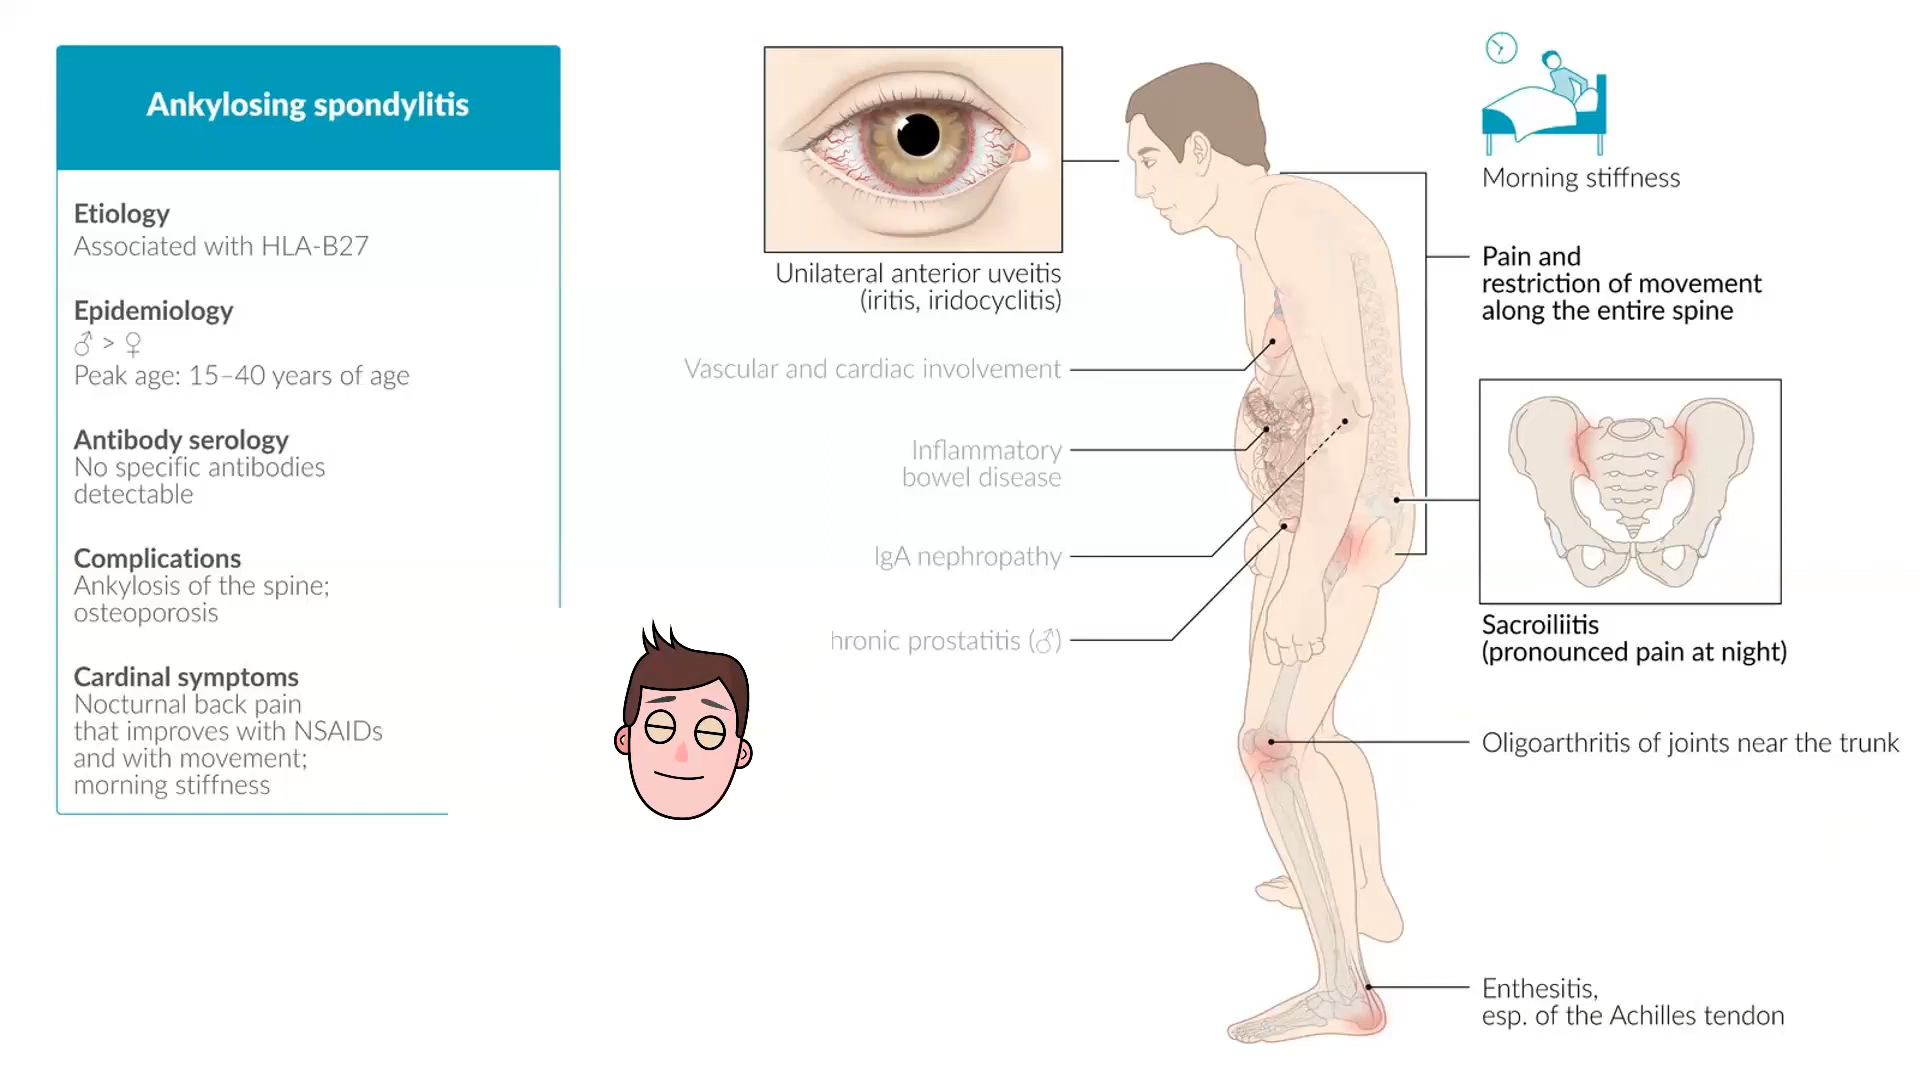 Ankylosing spondylitis
Etiology
Associated with HLA-B27
Epidemiology
♂ > ♀
Peak age: 15–40 years of age
Antibody serology
No specific antibodies
detectable
Complications
Ankylosis of the spine;
osteoporosis
Cardinal symptoms
Nocturnal back pain
that improves with NSAIDs
and with movement;
morning stiffness
Unilateral anterior uveitis
(iritis, iridocyclitis)
Vascular and cardiac involvement
Inflammatory
bowel disease
IgA nephropathy
hronic prostatitis (♂)
Morning stiffness
Pain and
restriction of movement
along the entire spine
Sacroiliitis
(pronounced pain at night)
Oligoarthritis of joints near the trunk
Enthesitis,
esp. of the Achilles tendon